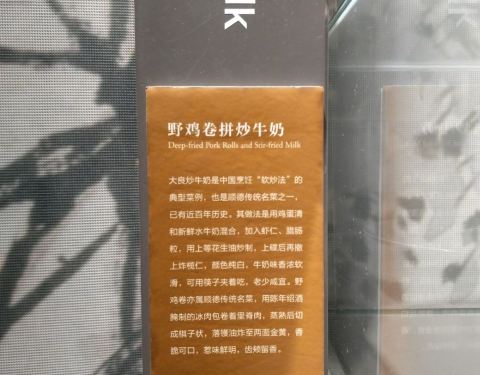 lk
野鸡卷拼炒牛奶
Deep-fried Pork Rolls and Stir-fried Milk
大良炒牛奶是中国烹饪“软炒法”的
典型菜例，也是顺德传统名菜之一，
已有近百年历史。其做法是用鸡蛋清
和新鲜水牛奶混合，加入虾仁、腊肠
粒，用上等花生油炒制，上碟后再撒
上炸榄仁，颜色纯白，牛奶味香浓软
滑，可用筷子夹着吃，老少咸宜。野
鸡卷亦属顺德传统名菜，用陈年绍酒
腌制的冰肉包卷着里脊肉，蒸熟后切
成棋子状，落镬油炸至两面金黄，香
脆可口，惹味鲜明，齿颊留香。